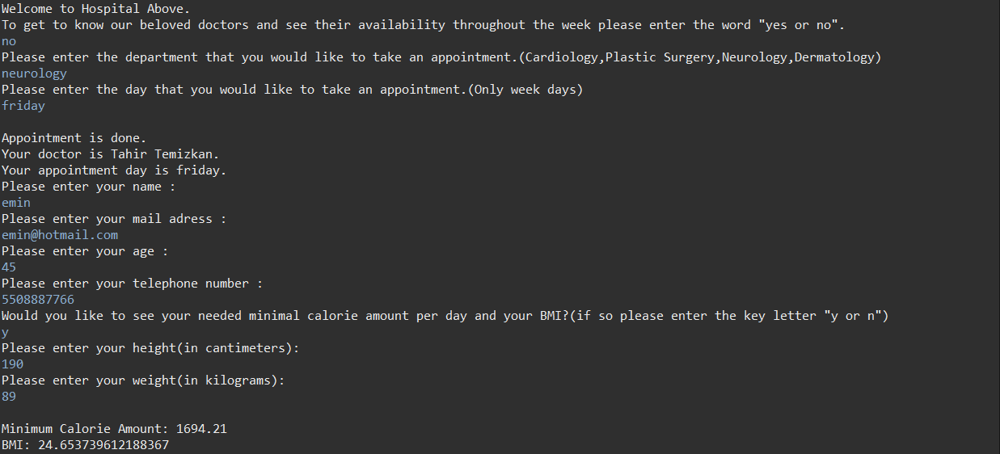 Welcome to Hospital Above.
To get to know our beloved doctors and see their availability throughout the week please enter the word "yes or no".
no
Please enter the department that you would like to take an appointment.(Cardiology,Plastic Surgery,Neurology,Dermatology)
neurology
Please enter the day that you would like to take an appointment.(Only week days)
friday
Appointment is done.
Your doctor is Tahir Temizkan.
Your appointment day is friday.
Please enter your name :
emin
Please enter your mail adress :
emin@hotmail.com
Please enter your age :
45
Please enter your telephone number :
5508887766
Would you like to see your needed minimal calorie amount per day and your BMI?(if so please enter the key letter "y or n")
y
Please enter your height(in cantimeters):
190
Please enter your weight(in kilograms):
89
Minimum Calorie Amount: 1694.21
BMI: 24.653739612188367